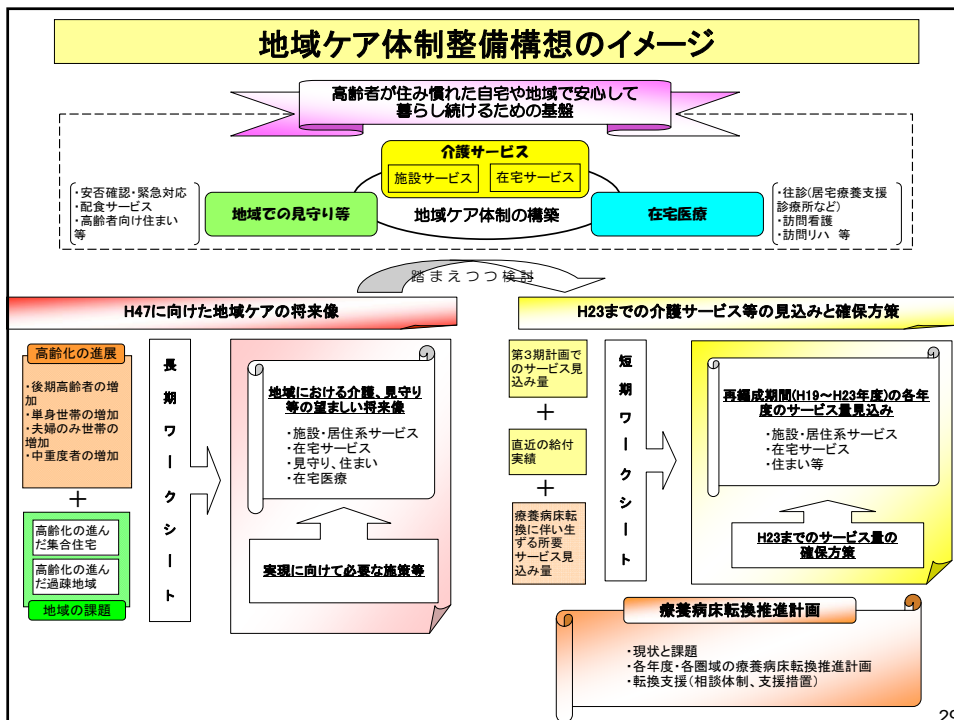 地域ケア体制整備構想のイメージ
高齢者が住み慣れた自宅や地域で安心して
暮らし続けるための基盤
介護サービス
施設サービス
在宅サービス
・安否確認・緊急対応
・配食サービス
・高齢者向け住まい
等
地域での見守り等
地域ケア体制の構築
在宅医療
・往診(居宅療養支援
診療所など)
・訪問看護
・訪問リハ 等
踏まえつつ検討
H47に向けた地域ケアの将来像
高齢化の進展
・後期高齢者の増
加
・単身世帯の増加
・夫婦のみ世帯の
増加
・中重度者の増加
＋
高齢化の進ん
だ集合住宅
高齢化の進ん
だ過疎地域
地域の課題
長期ワークシート
地域における介護、見守り
等の望ましい将来像
・施設・居住系サービス
・在宅サービス
・見守り、住まい
・在宅医療
実現に向けて必要な施策等
H23までの介護サービス等の見込みと確保方策
第3期計画で
のサービス見
込み量
＋
直近の給付
実績
＋
療養病床転
換に伴い生
ずる所要
サービス見
込み量
短期ワークシート
再編成期間(H19～H23年度)の各年
度のサービス量見込み
・施設・居住系サービス
・在宅サービス
・住まい等
H23までのサービス量の
確保方策
療養病床転換推進計画
・現状と課題
・各年度・各圏域の療養病床転換推進計画
・転換支援(相談体制、支援措置)
29